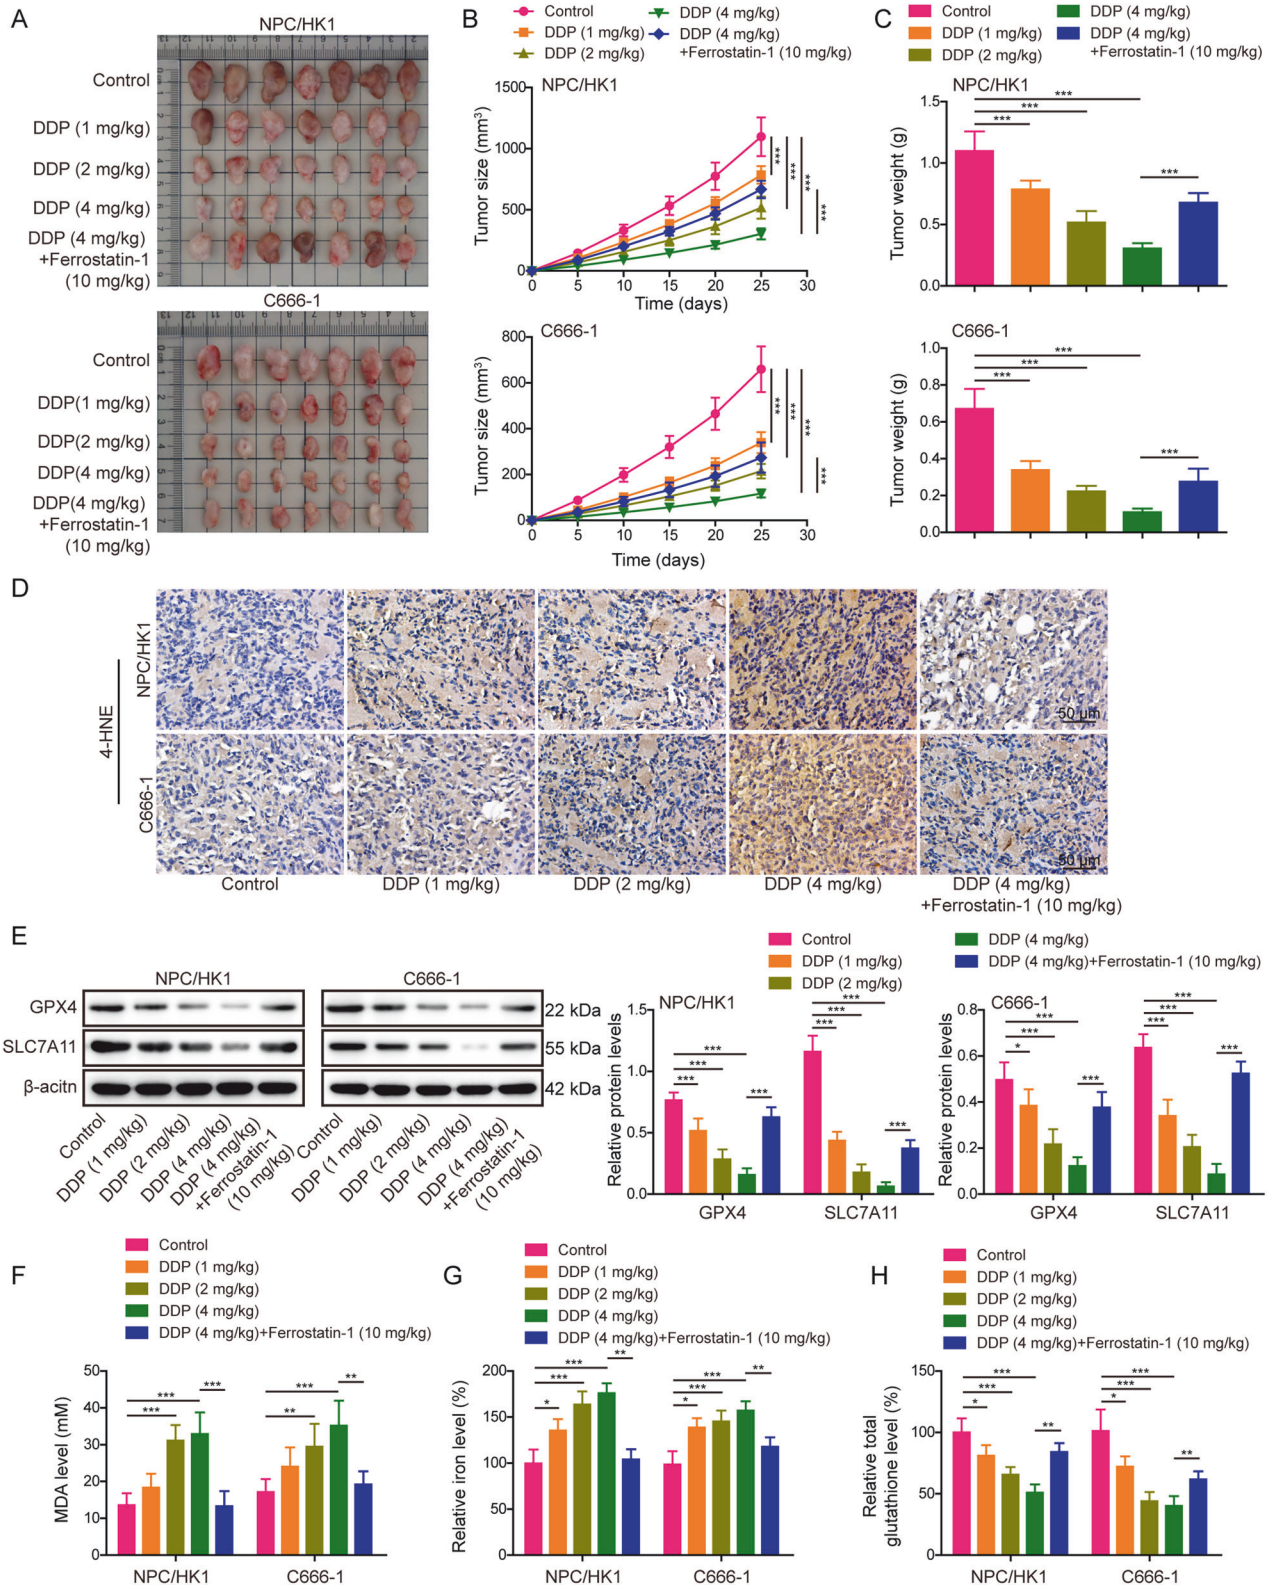 A
NPC/HK1
Control
DDP (1 mg/kg)
DDP (2 mg/kg)
DDP (4 mg/kg)
DDP (4 mg/kg)
+Ferrostatin-1
(10 mg/kg)
C666-1
Control
DDP(1 mg/kg)
DDP(2 mg/kg)
DDP(4 mg/kg)
DDP(4 mg/kg)
+Ferrostatin-1
(10 mg/kg)
B
Control
DDP (1 mg/kg)
DDP (2 mg/kg)
DDP (4 mg/kg)
DDP (4 mg/kg)
+Ferrostatin-1 (10 mg/kg)
NPC/HK1
Tumor size (mm³)
1500
1000
500
0
0 5 10 15 20 25 30
Time (days)
*** *** *** ***
C666-1
Tumor size (mm³)
800
600
400
200
0
0 5 10 15 20 25 30
Time (days)
*** *** *** ***
C
Control
DDP (1 mg/kg)
DDP (2 mg/kg)
DDP (4 mg/kg)
DDP (4 mg/kg)
+Ferrostatin-1 (10 mg/kg)
NPC/HK1
Tumor weight (g)
1.5
1.0
0.5
0.0
***
***
***
***
C666-1
Tumor weight (g)
1.0
0.8
0.6
0.4
0.2
0.0
***
***
***
***
D
4-HNE
NPC/HK1
C666-1
50 μm
50 μm
Control
DDP (1 mg/kg)
DDP (2 mg/kg)
DDP (4 mg/kg)
DDP (4 mg/kg)
+Ferrostatin-1 (10 mg/kg)
E
NPC/HK1
C666-1
GPX4
22 kDa
SLC7A11
55 kDa
β-acitn
42 kDa
Control
DDP (1 mg/kg)
DDP (2 mg/kg)
DDP (4 mg/kg)
DDP (4 mg/kg)
+Ferrostatin-1
(10 mg/kg)
Control
DDP (1 mg/kg)
DDP (2 mg/kg)
DDP (4 mg/kg)
DDP (4 mg/kg)
+Ferrostatin-1
(10 mg/kg)
Control
DDP (1 mg/kg)
DDP (2 mg/kg)
DDP (4 mg/kg)
DDP (4 mg/kg)+Ferrostatin-1 (10 mg/kg)
NPC/HK1
Relative protein levels
1.5
1.0
0.5
0.0
***
***
***
***
***
***
***
***
GPX4
SLC7A11
C666-1
Relative protein levels
0.8
0.6
0.4
0.2
0.0
***
***
*
***
***
***
***
***
GPX4
SLC7A11
F
Control
DDP (1 mg/kg)
DDP (2 mg/kg)
DDP (4 mg/kg)
DDP (4 mg/kg)+Ferrostatin-1 (10 mg/kg)
MDA level (mM)
50
40
30
20
10
0
***
***
***
***
**
**
NPC/HK1
C666-1
G
Control
DDP (1 mg/kg)
DDP (2 mg/kg)
DDP (4 mg/kg)
DDP (4 mg/kg)+Ferrostatin-1 (10 mg/kg)
Relative iron level (%)
200
150
100
50
0
**
***
***
*
**
***
***
*
NPC/HK1
C666-1
H
Control
DDP (1 mg/kg)
DDP (2 mg/kg)
DDP (4 mg/kg)
DDP (4 mg/kg)+Ferrostatin-1 (10 mg/kg)
Relative total
glutathione level (%)
150
100
50
0
***
***
*
**
***
***
*
**
NPC/HK1
C666-1